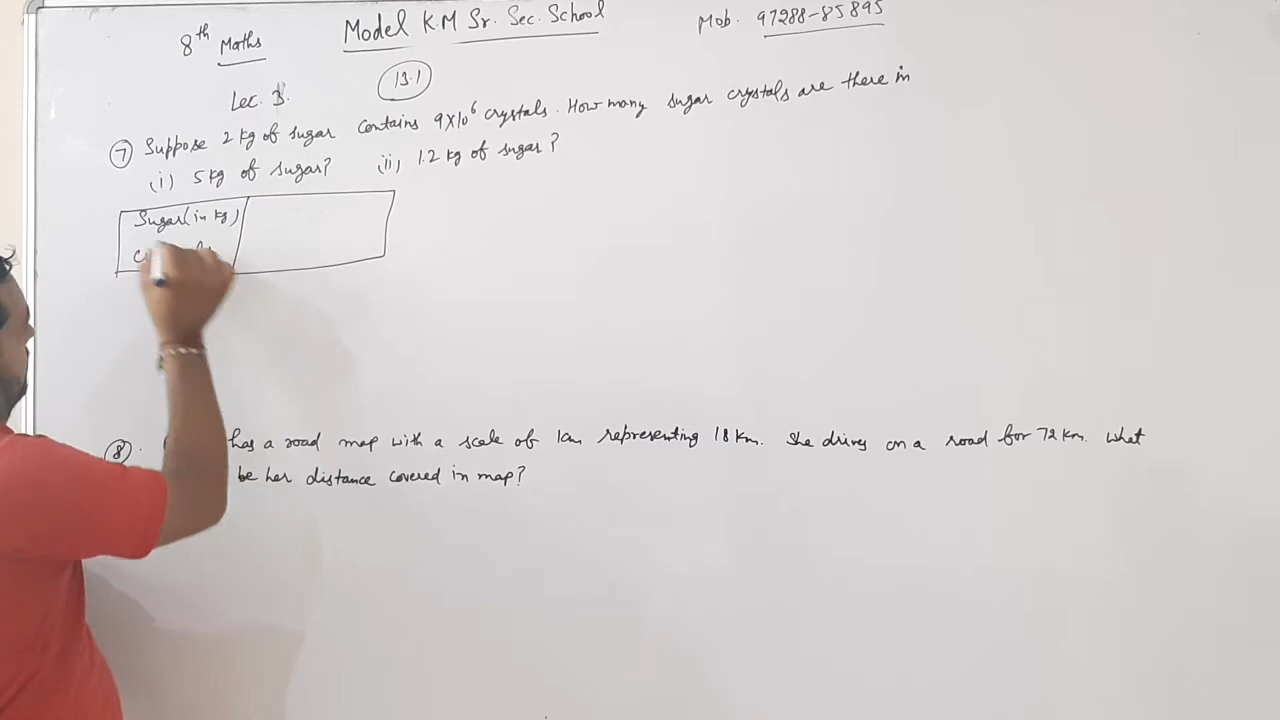 8th Maths
Model K.M Sr. Sec. School
Mob. 97288-85895
Lec. 3.
13.1
7 Suppose 2 kg of sugar contains 9×10⁶ crystals. How many sugar crystals are there in
(i) 5 kg of sugar? (ii) 1.2 kg of sugar?
Sugar (in kg)
8. has a road map with a scale of 1cm representing 18 km. She drives on a road for 72 km. What
be her distance covered in map?